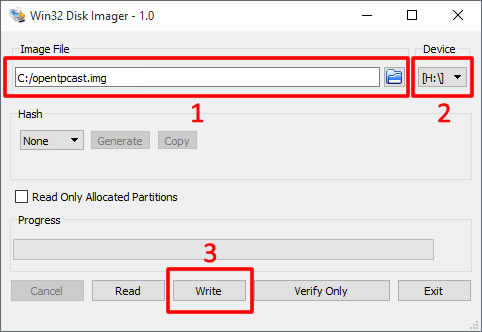 Win32 Disk Imager - 1.0
Image File
Device
C:/opentpcast.img
[H:\]
1
2
Hash
None
Generate
Copy
Read Only Allocated Partitions
Progress
3
Cancel
Read
Write
Verify Only
Exit